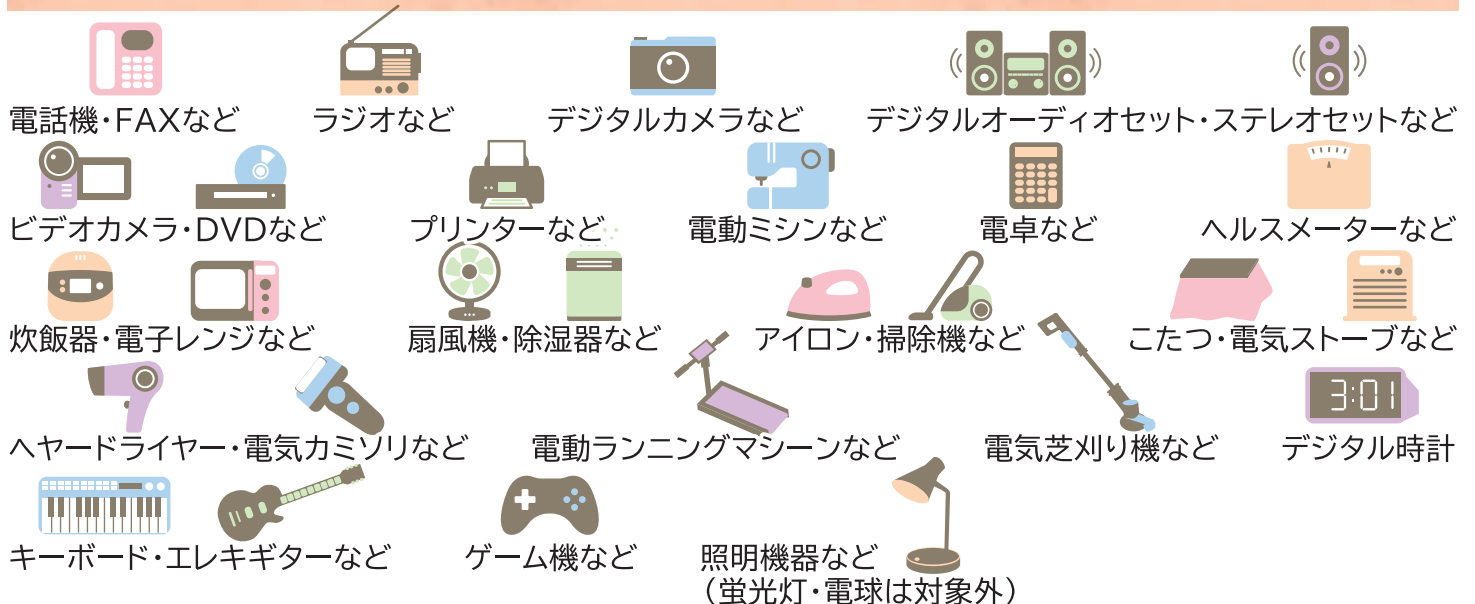 電話機・FAXなど
ラジオなど
デジタルカメラなど
デジタルオーディオセット・ステレオセットなど
ビデオカメラ・DVDなど
プリンターなど
電動ミシンなど
電卓など
ヘルスメーターなど
炊飯器・電子レンジなど
扇風機・除湿器など
アイロン・掃除機など
こたつ・電気ストーブなど
ヘヤードライヤー・電気カミソリなど
電動ランニングマシーンなど
電気芝刈り機など
3:01
デジタル時計
キーボード・エレキギターなど
ゲーム機など
照明機器など
（蛍光灯・電球は対象外）